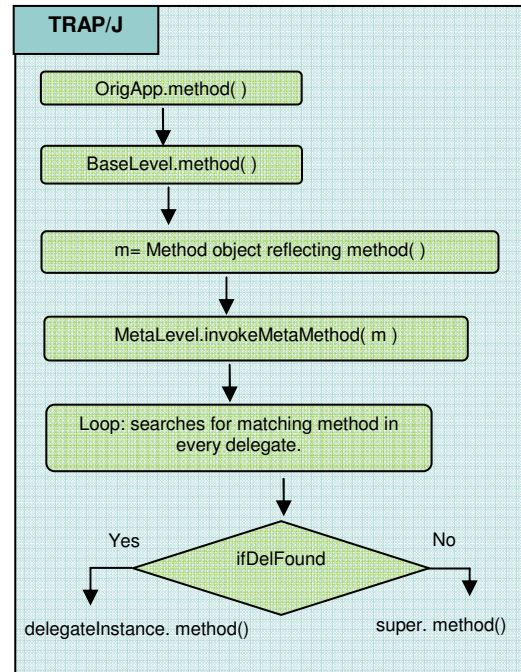 TRAP/J
OrigApp.method( )
BaseLevel.method( )
m= Method object reflecting method( )
MetaLevel.invokeMetaMethod( m )
Loop: searches for matching method in
every delegate.
Yes
No
ifDelFound
delegateInstance. method()
super. method()